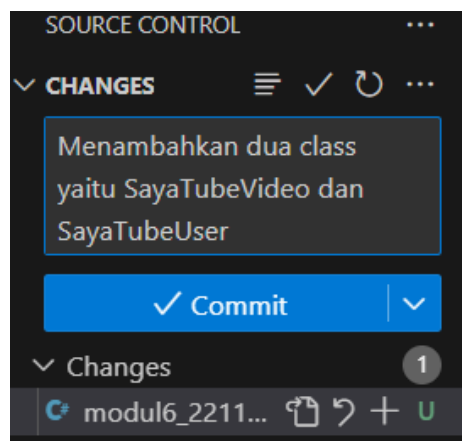 SOURCE CONTROL
CHANGES
Menambahkan dua class
yaitu SayaTubeVideo dan
SayaTubeUser
Commit
Changes 1
C# modul6_2211... U